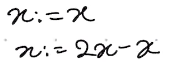 x := x
x := 2x - x